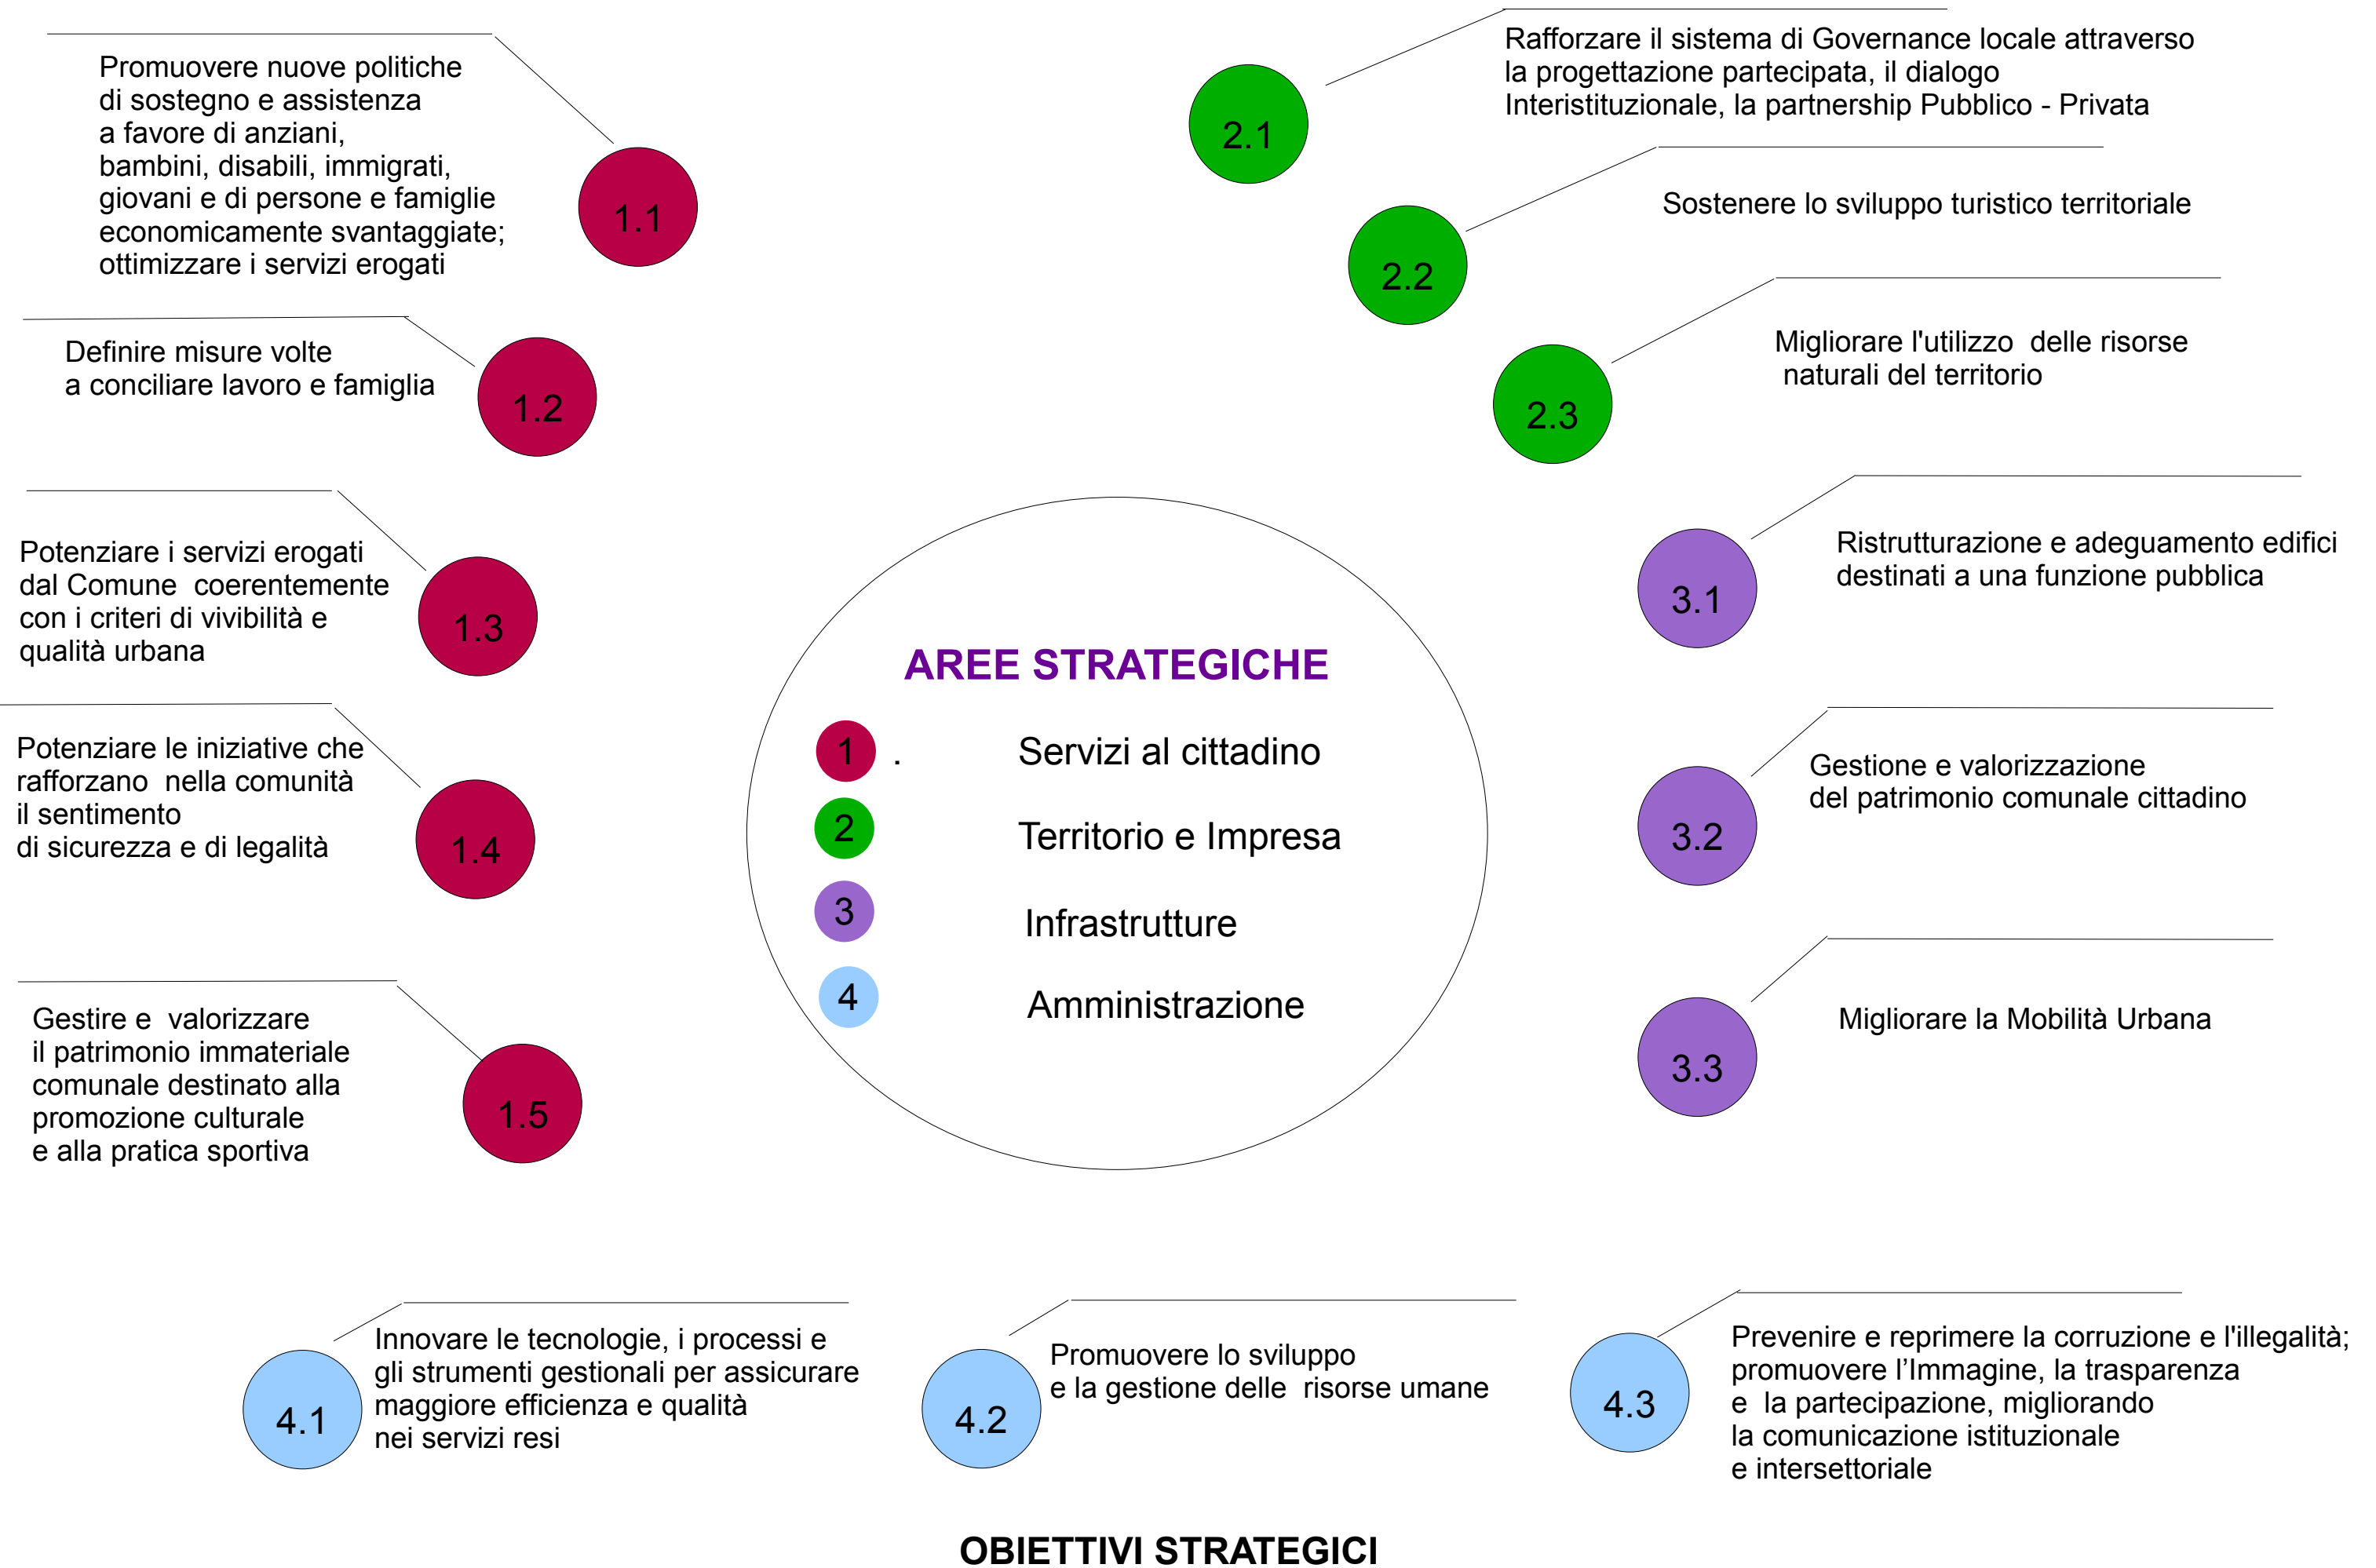 Promuovere nuove politiche
di sostegno e assistenza
a favore di anziani,
bambini, disabili, immigrati,
giovani e di persone e famiglie
economicamente svantaggiate;
ottimizzare i servizi erogati
1.1
Definire misure volte
a conciliare lavoro e famiglia
1.2
Potenziare i servizi erogati
dal Comune coerentemente
con i criteri di vivibilità e
qualità urbana
1.3
Potenziare le iniziative che
rafforzano nella comunità
il sentimento
di sicurezza e di legalità
1.4
Gestire e valorizzare
il patrimonio immateriale
comunale destinato alla
promozione culturale
e alla pratica sportiva
1.5
2.1
Rafforzare il sistema di Governance locale attraverso
la progettazione partecipata, il dialogo
Interistituzionale, la partnership Pubblico - Privata
2.2
Sostenere lo sviluppo turistico territoriale
2.3
Migliorare l'utilizzo delle risorse
naturali del territorio
AREE STRATEGICHE
1 . Servizi al cittadino
2 Territorio e Impresa
3 Infrastrutture
4 Amministrazione
3.1
Ristrutturazione e adeguamento edifici
destinati a una funzione pubblica
3.2
Gestione e valorizzazione
del patrimonio comunale cittadino
3.3
Migliorare la Mobilità Urbana
4.1
Innovare le tecnologie, i processi e
gli strumenti gestionali per assicurare
maggiore efficienza e qualità
nei servizi resi
4.2
Promuovere lo sviluppo
e la gestione delle risorse umane
4.3
Prevenire e reprimere la corruzione e l'illegalità;
promuovere l’Immagine, la trasparenza
e la partecipazione, migliorando
la comunicazione istituzionale
e intersettoriale
OBIETTIVI STRATEGICI